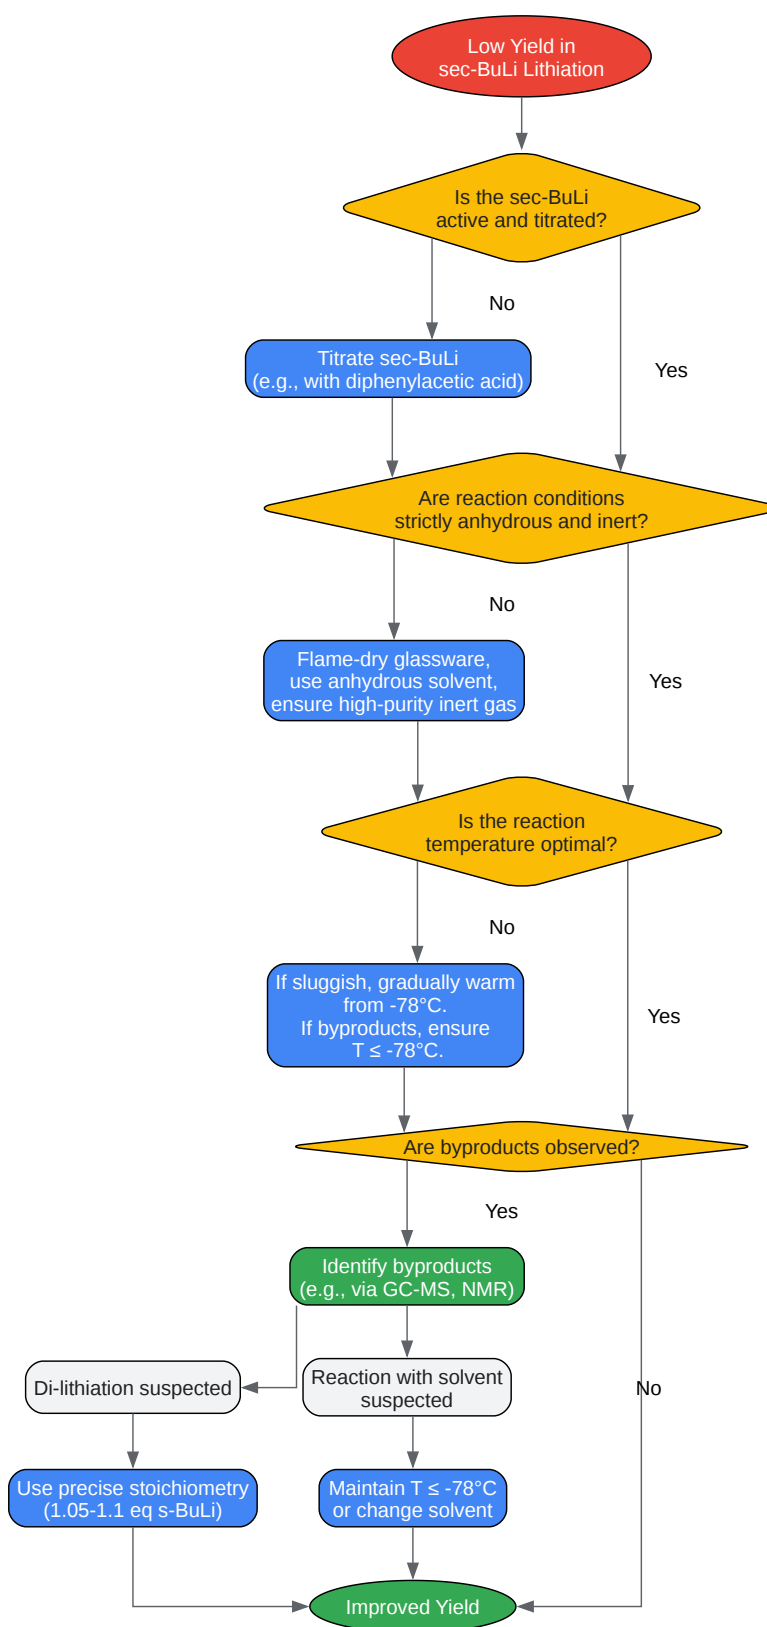 Low Yield in
sec-BuLi Lithiation
Is the sec-BuLi
active and titrated?
No
Titrate sec-BuLi
(e.g., with diphenylacetic acid)
Yes
Are reaction conditions
strictly anhydrous and inert?
No
Flame-dry glassware,
use anhydrous solvent,
ensure high-purity inert gas
Yes
Is the reaction
temperature optimal?
No
If sluggish, gradually warm
from -78°C.
If byproducts, ensure
T ≤ -78°C.
Yes
Are byproducts observed?
Yes
Identify byproducts
(e.g., via GC-MS, NMR)
Di-lithiation suspected
Reaction with solvent
suspected
No
Use precise stoichiometry
(1.05-1.1 eq s-BuLi)
Maintain T ≤ -78°C
or change solvent
Improved Yield